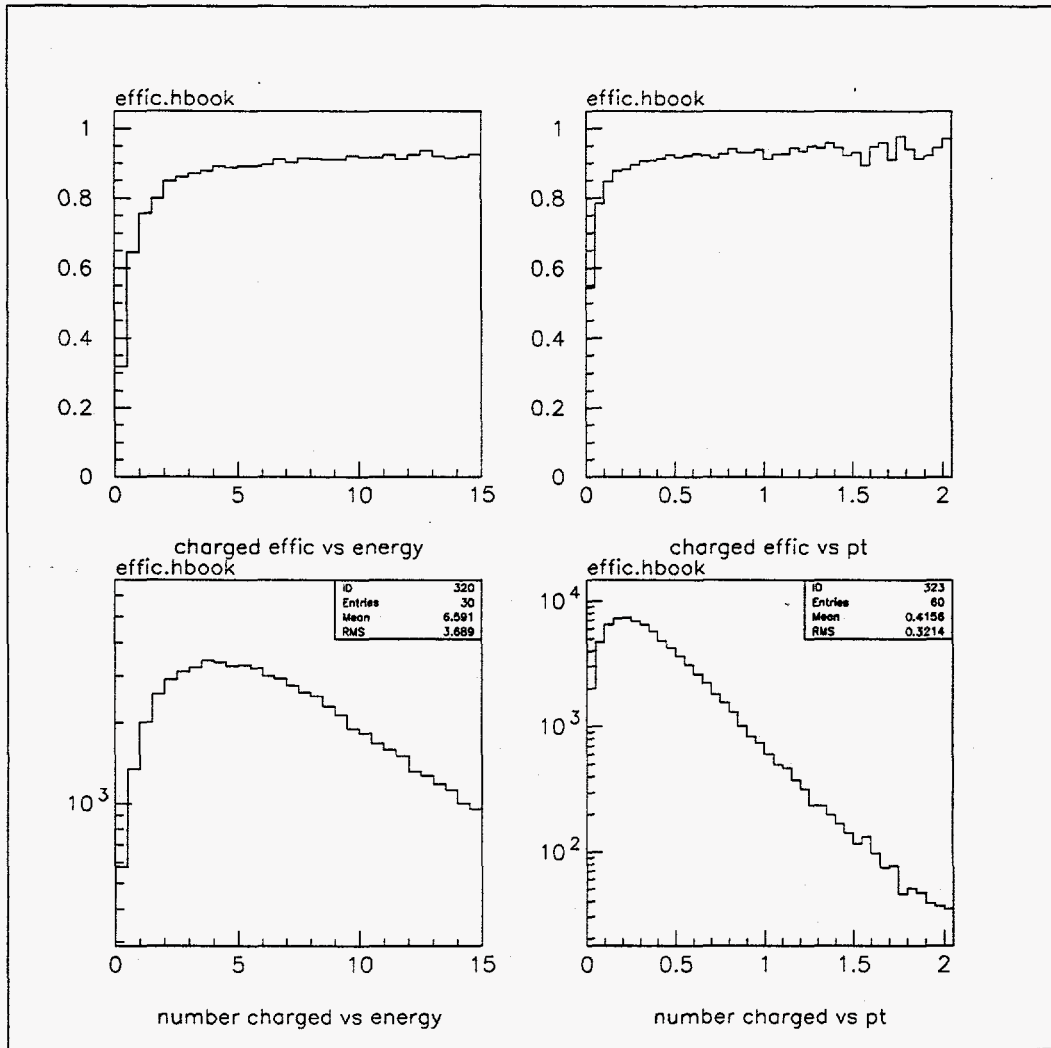 effic.hbook
1
0.8
0.6
0.4
0.2
0
0 5 10 15
charged effic vs energy
effic.hbook
1
0.8
0.6
0.4
0.2
0
0 0.5 1 1.5 2
charged effic vs pt
effic.hbook
ID 320
Entries 30
Mean 6.591
RMS 3.689
10³
0 5 10 15
number charged vs energy
effic.hbook
ID 323
Entries 60
Mean 0.4156
RMS 0.3214
10⁴
10³
10²
0 0.5 1 1.5 2
number charged vs pt